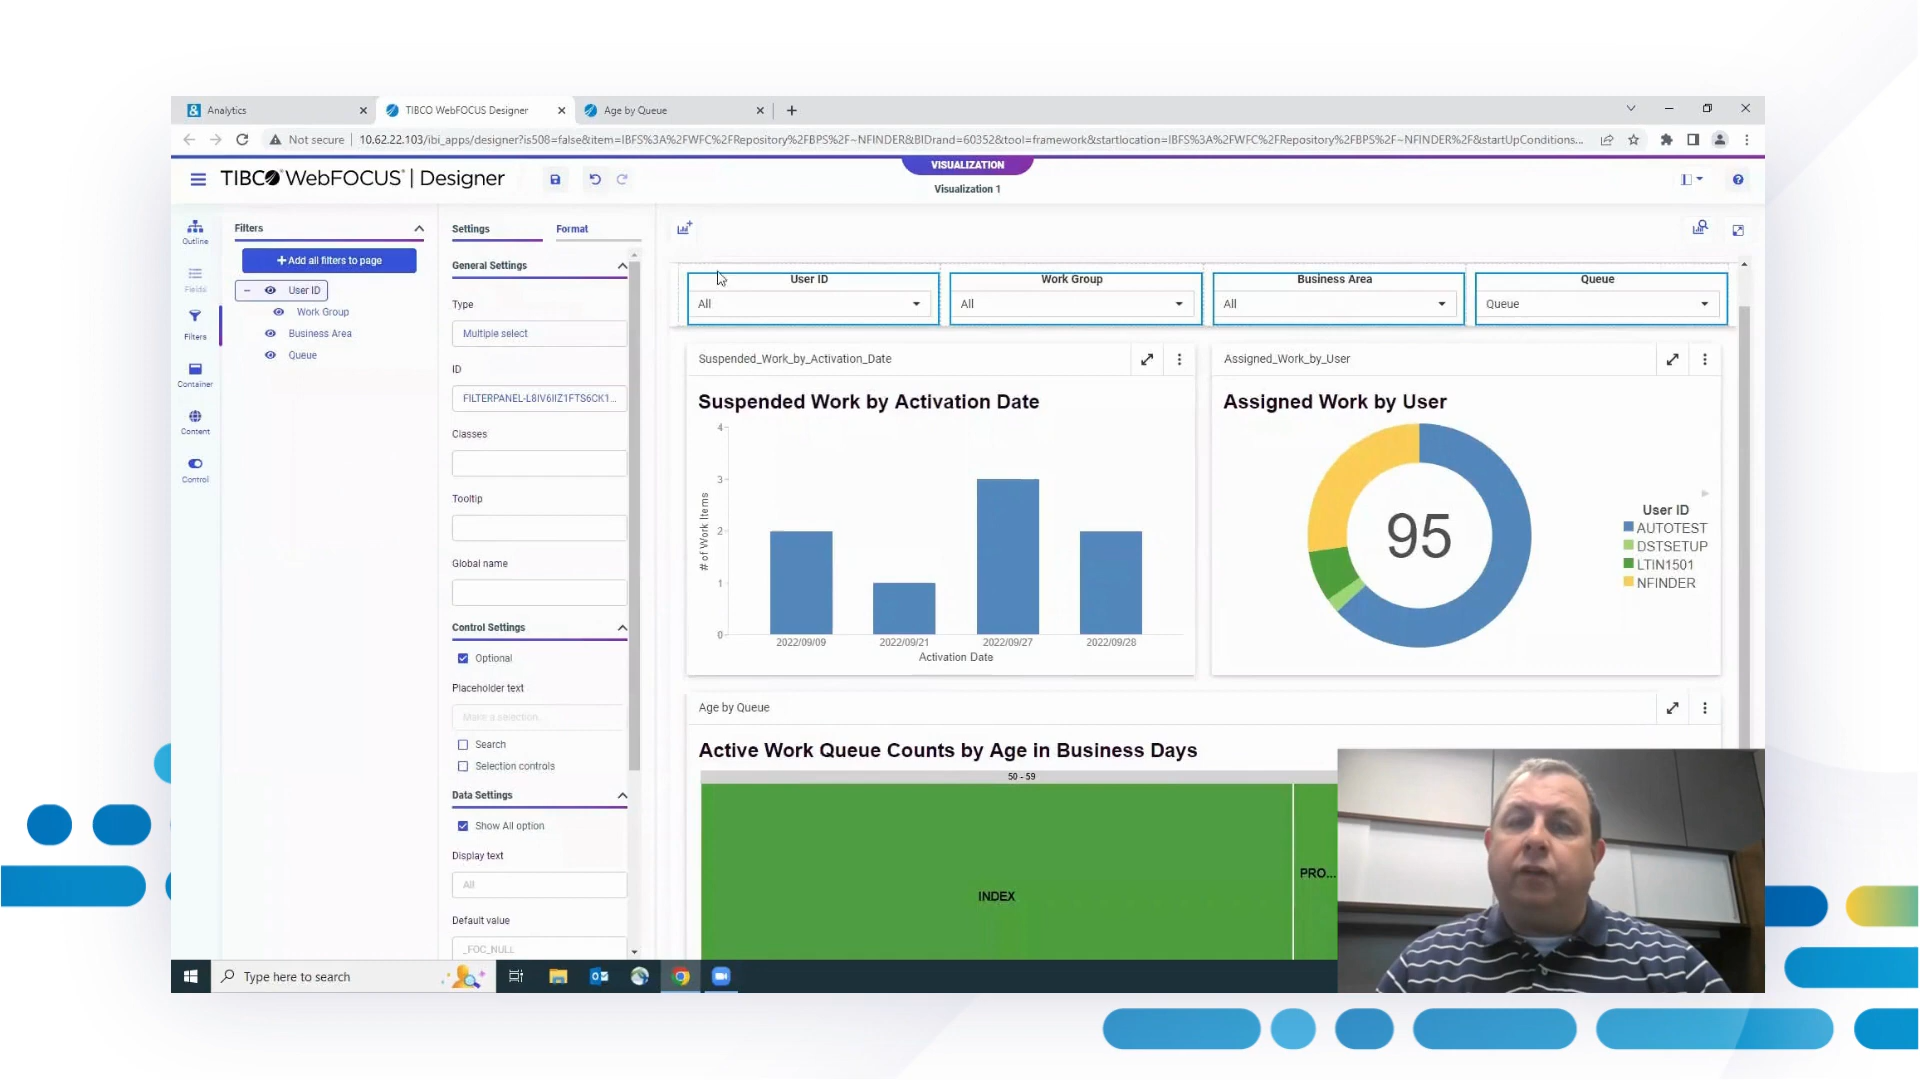 Analytics
TIBCO WebFOCUS Designer
Age by Queue
Not secure
10.62.22.103/ibi_apps/designer?is508=false&item=IBFS%3A%2FWFC%2FRepository%2FBPS%2F~NFINDER&BIDrand=60352&tool=framework&startlocation=IBFS%3A%2FWFC%2FRepository%2FBPS%2F~NFINDER%2F&startUpConditions...
VISUALIZATION
TIBCO WebFOCUS | Designer
Visualization 1
Outline
Fields
Filters
Container
Content
Control
Filters
+ Add all filters to page
User ID
Work Group
Business Area
Queue
Settings
Format
General Settings
Type
Multiple select
ID
FILTERPANEL-L8IV6IIZ1FTS6CK1...
Classes
Tooltip
Global name
Control Settings
Optional
Placeholder text
Make a selection...
Search
Selection controls
Data Settings
Show All option
Display text
All
Default value
_FOC_NULL
User ID
All
Work Group
All
Business Area
All
Queue
Queue
Suspended_Work_by_Activation_Date
Suspended Work by Activation Date
# of Work Items
4
3
2
1
0
2022/09/09
2022/09/21
2022/09/27
2022/09/28
Activation Date
Assigned_Work_by_User
Assigned Work by User
95
User ID
AUTOTEST
DSTSETUP
LTIN1501
NFINDER
Age by Queue
Active Work Queue Counts by Age in Business Days
50 - 59
INDEX
PRO...
Type here to search